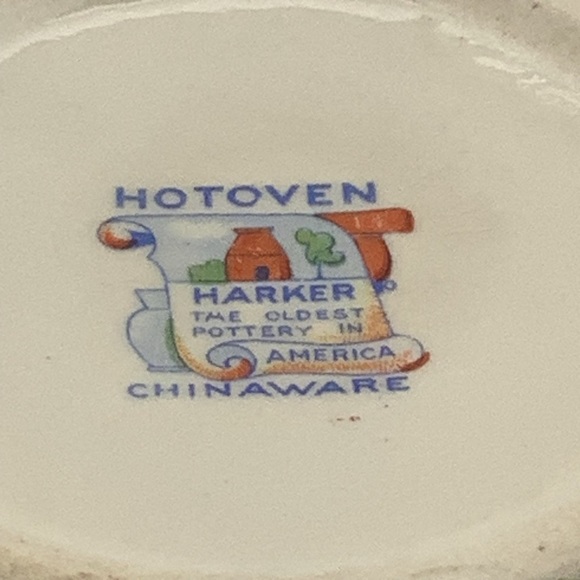 HOTOVEN
HARKER
THE OLDEST
POTTERY IN
AMERICA
CHINAWARE